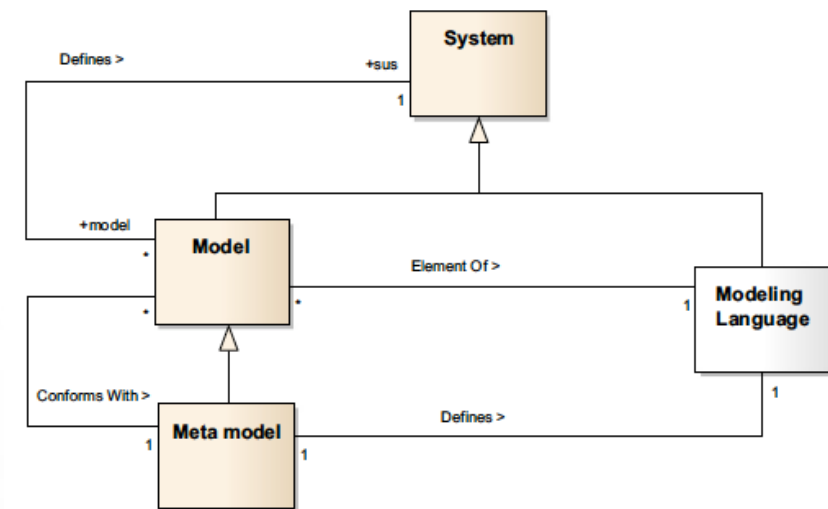 System
Defines >
+sus
1
+model
*
Model
Element Of >
*
1
Modeling
Language
*
Conforms With >
1
Meta model
1
Defines >
1